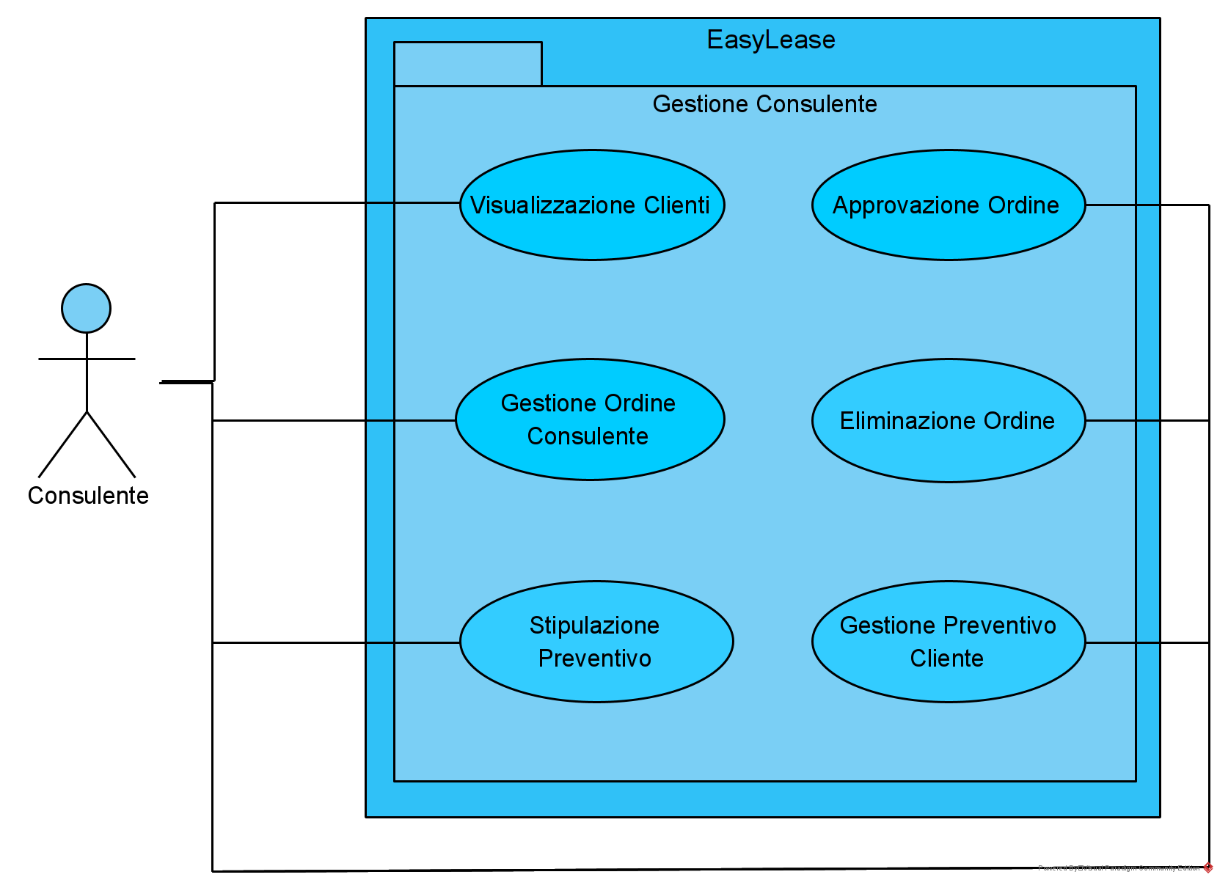 EasyLease
Gestione Consulente
Visualizzazione Clienti
Approvazione Ordine
Gestione Ordine
Consulente
Eliminazione Ordine
Consulente
Stipulazione
Preventivo
Gestione Preventivo
Cliente